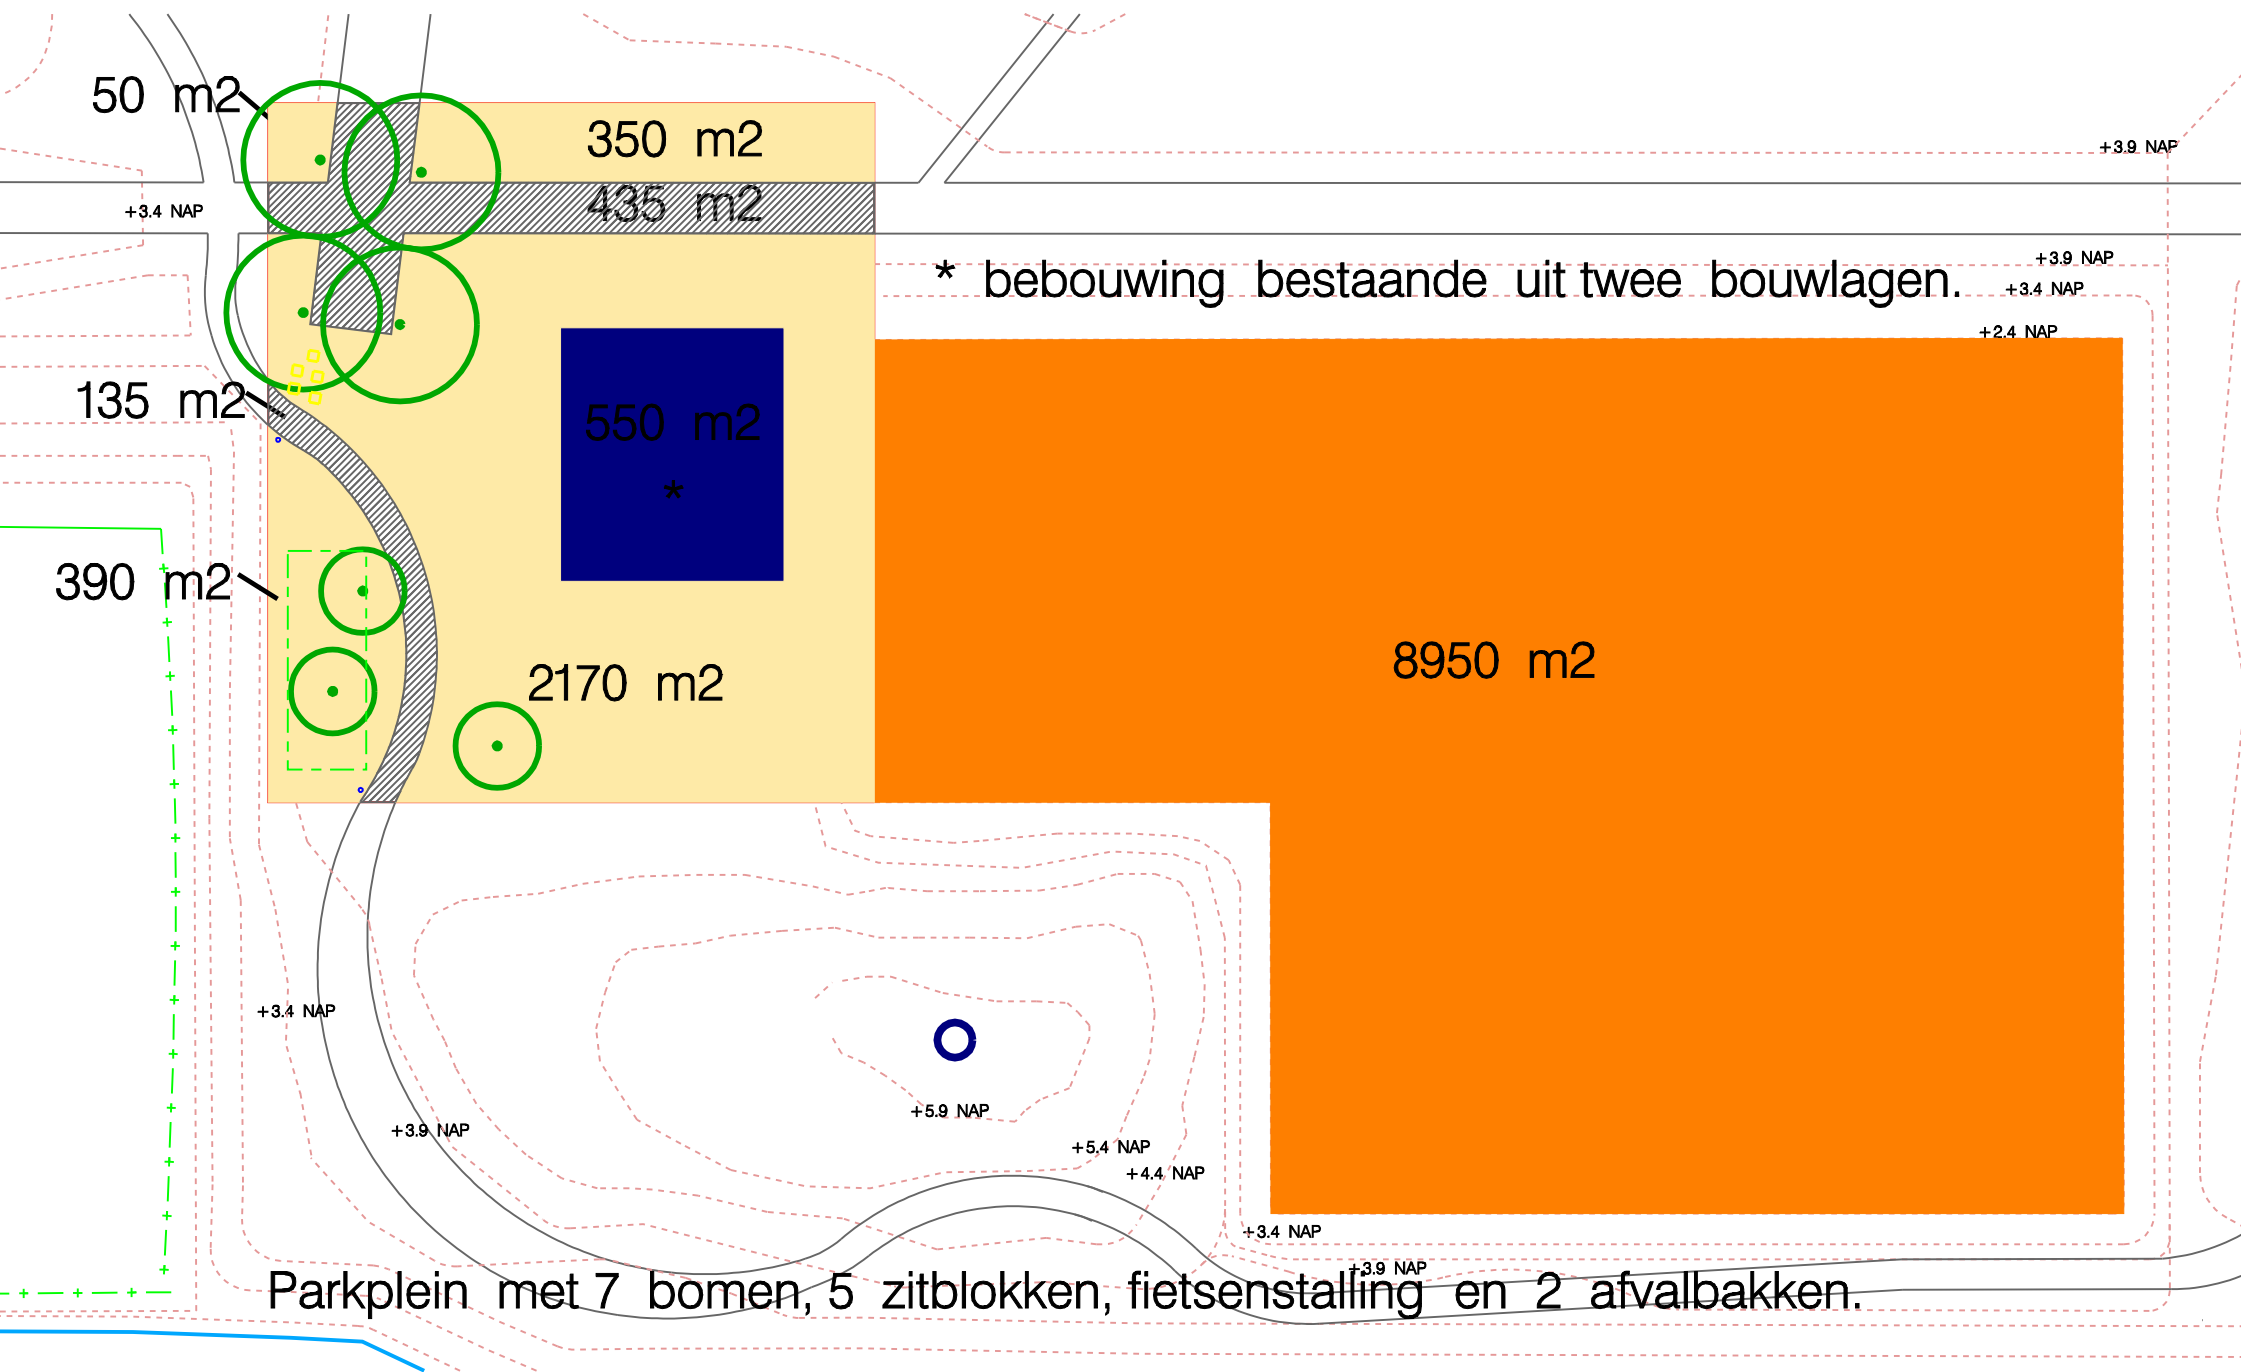 50 m2
350 m2
+3.9 NAP
435 m2
+3.4 NAP
+3.9 NAP
* bebouwing bestaande uit twee bouwlagen.
+3.4 NAP
+2.4 NAP
135 m2
550 m2
*
390 m2
2170 m2
8950 m2
+3.4 NAP
+3.9 NAP
+5.9 NAP
+5.4 NAP
+4.4 NAP
+3.4 NAP
+3.9 NAP
Parkplein met 7 bomen, 5 zitblokken, fietsenstalling en 2 afvalbakken.